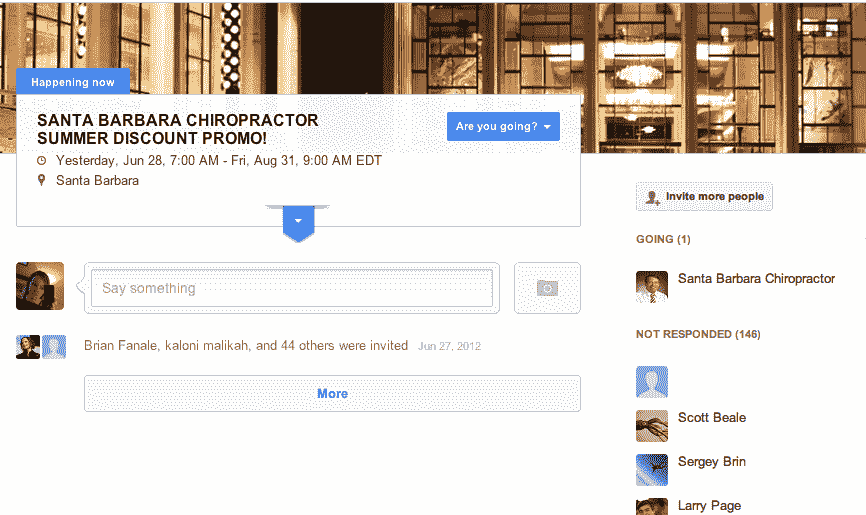 Happening now
SANTA BARBARA CHIROPRACTOR
SUMMER DISCOUNT PROMO!
Are you going?
Yesterday, Jun 28, 7:00 AM - Fri, Aug 31, 9:00 AM EDT
Santa Barbara
Say something
Brian Fanale, kaloni malikah, and 44 others were invited Jun 27, 2012
More
Invite more people
GOING (1)
Santa Barbara Chiropractor
NOT RESPONDED (146)
Scott Beale
Sergey Brin
Larry Page